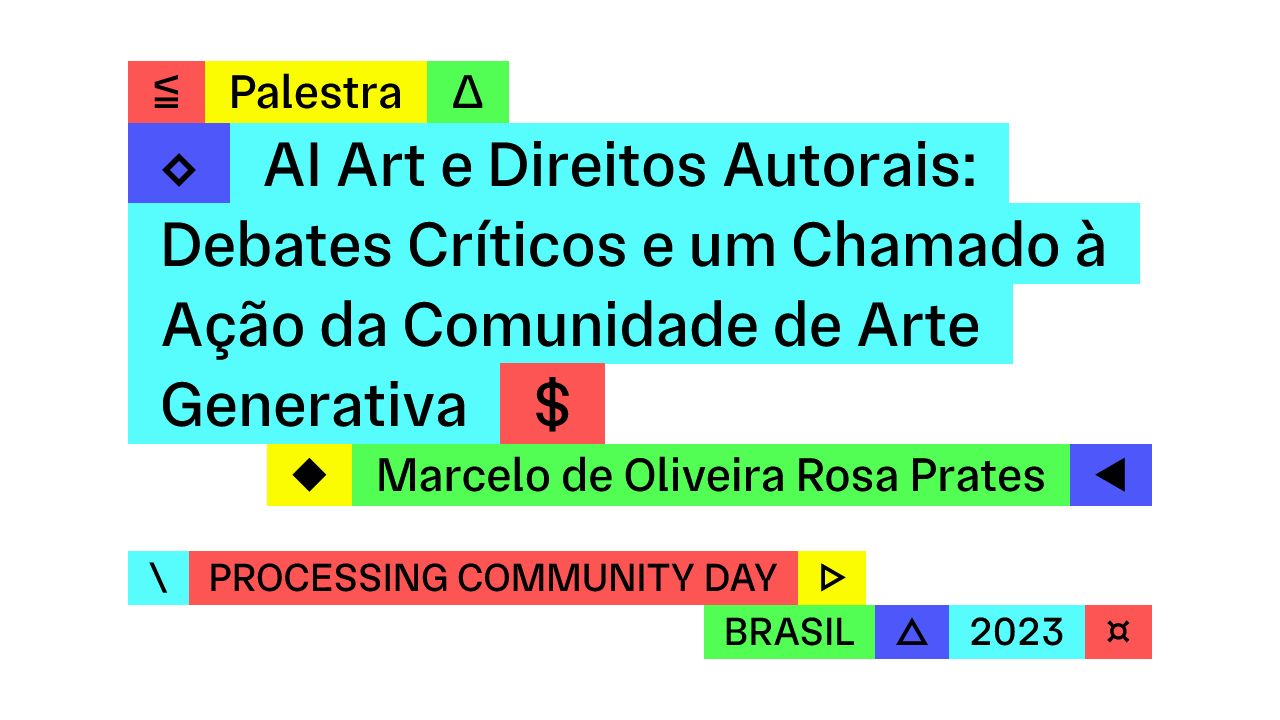 ≦ Palestra Δ
◇ AI Art e Direitos Autorais:
Debates Críticos e um Chamado à
Ação da Comunidade de Arte
Generativa $
◆ Marcelo de Oliveira Rosa Prates ◀
\ PROCESSING COMMUNITY DAY ▷
BRASIL △ 2023 ¤